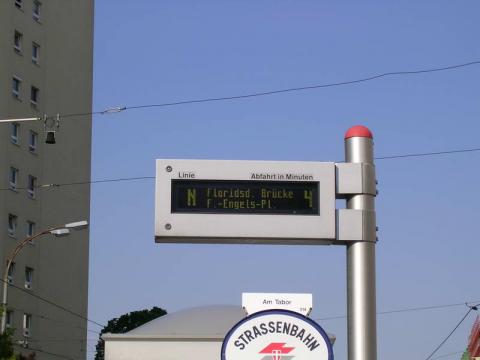 Linie Abfahrt in Minuten
N Floridsd. Brücke 4
F.-Engels-Pl.
Am Tabor
STRASSENBAHN